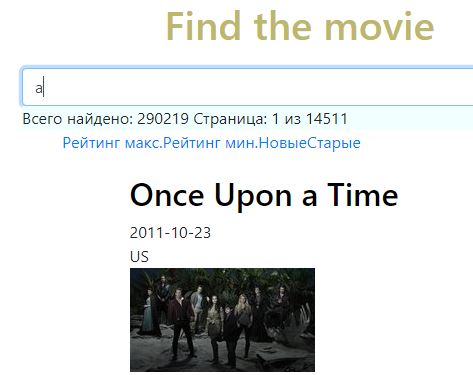 Find the movie
a
Всего найдено: 290219 Страница: 1 из 14511
Рейтинг макс.Рейтинг мин.НовыеСтарые
Once Upon a Time
2011-10-23
US